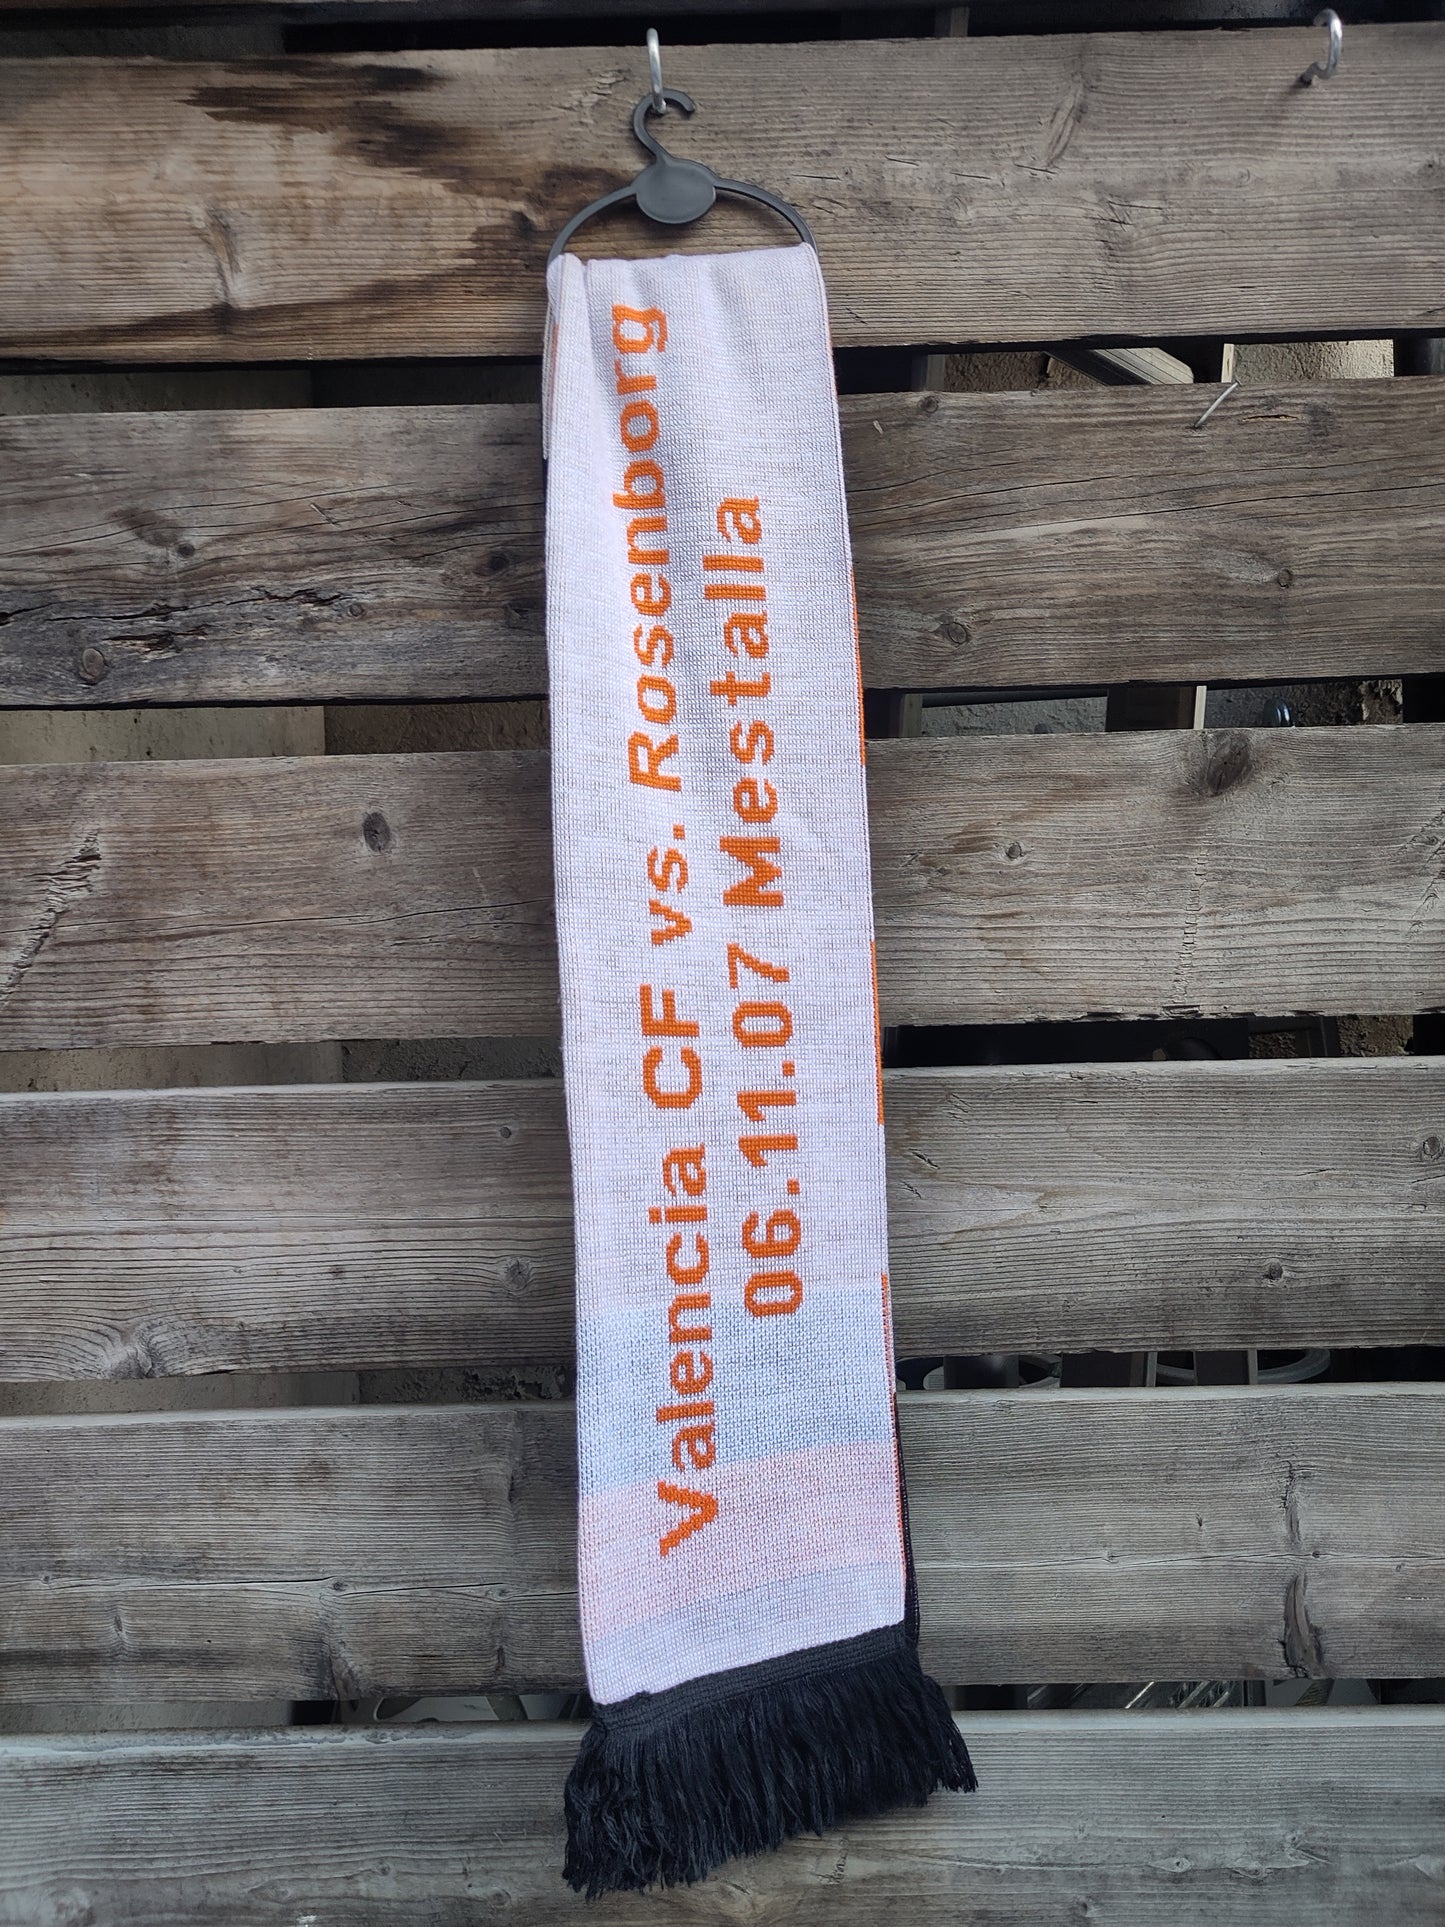 Valencia CF vs. Rosenborg
06.11.07 Mestalla